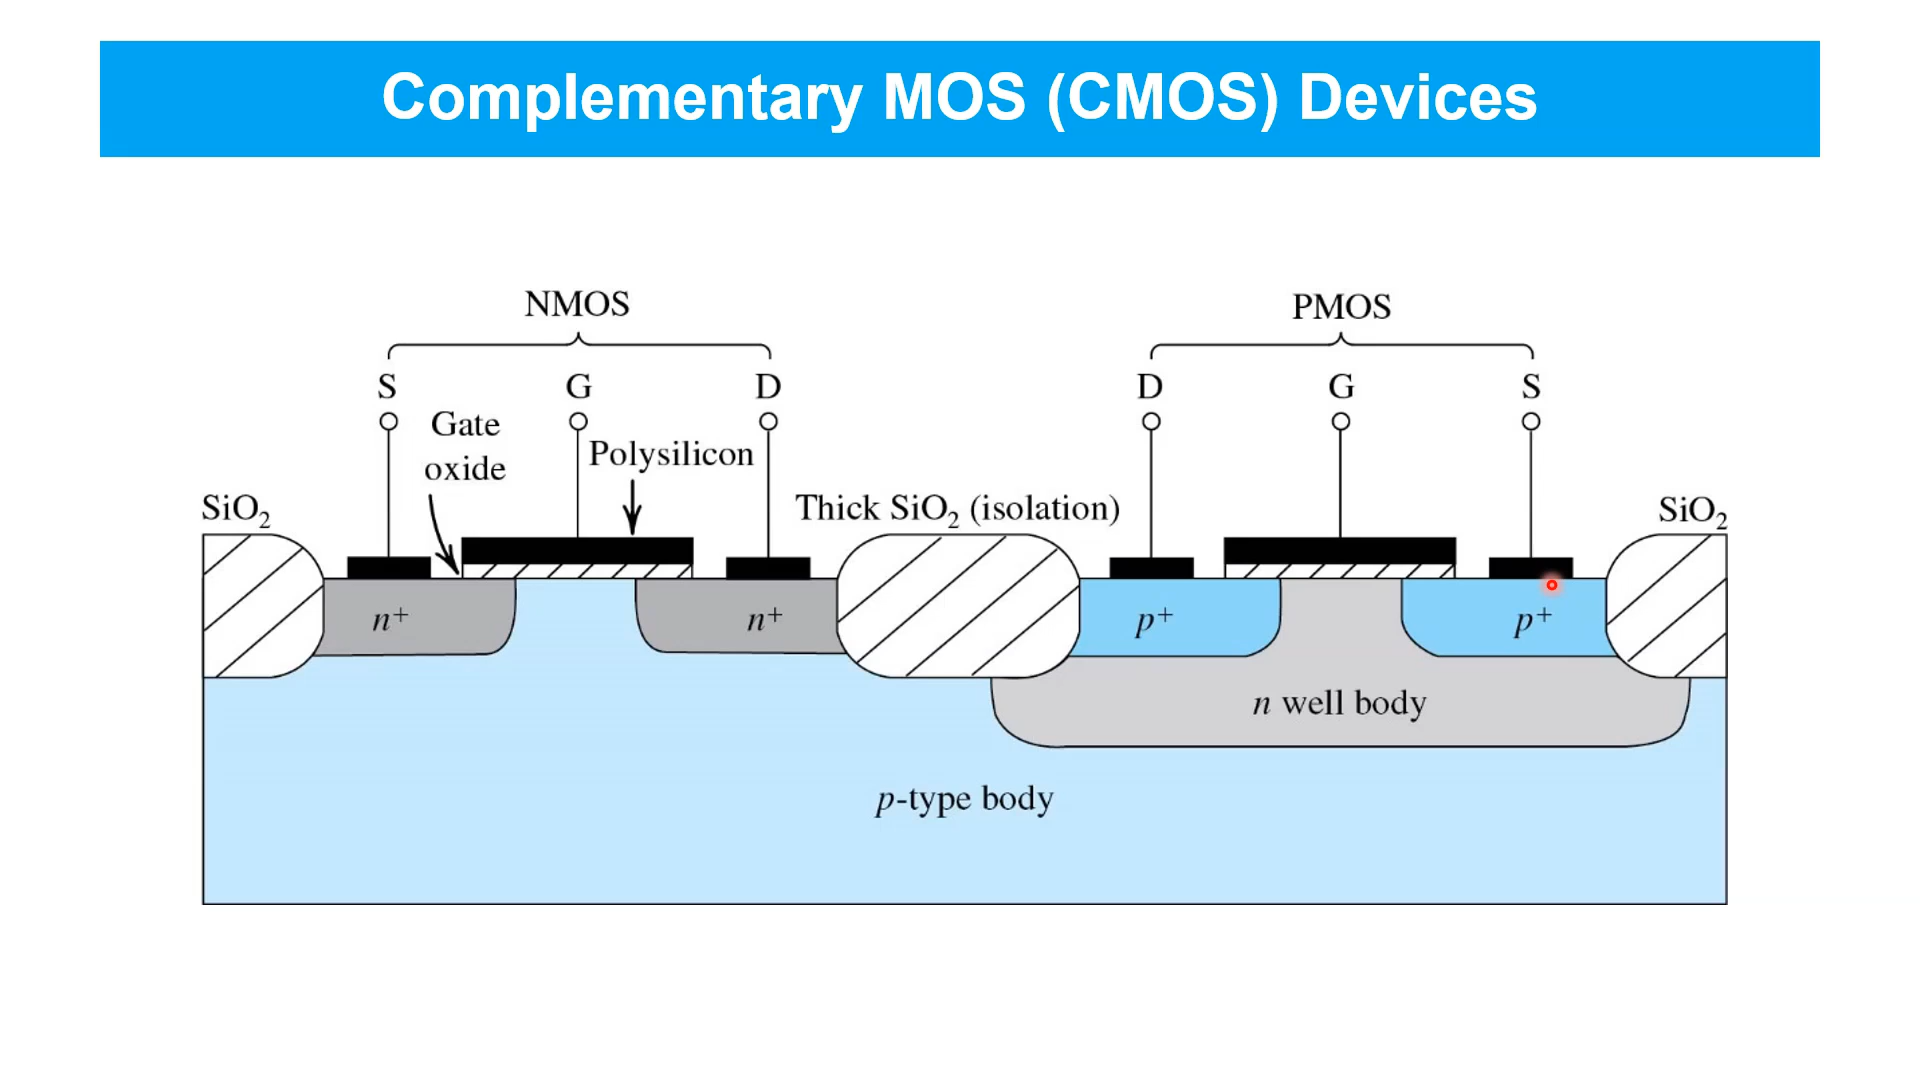 Complementary MOS (CMOS) Devices
NMOS
PMOS
S
G
D
D
G
S
Gate
oxide
Polysilicon
SiO₂
Thick SiO₂ (isolation)
SiO₂
n⁺
n⁺
p⁺
p⁺
n well body
p-type body